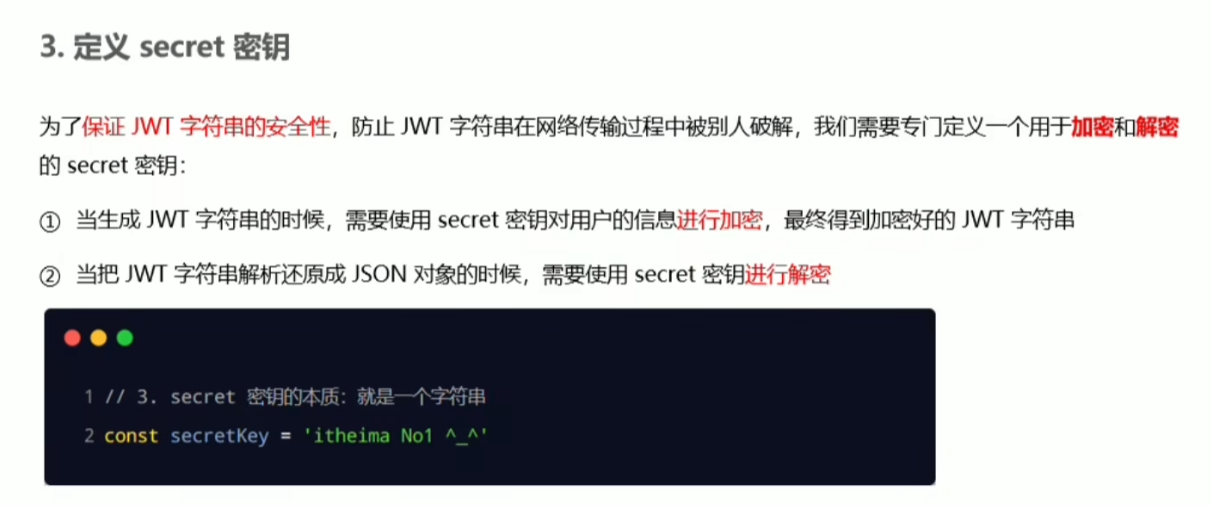 3. 定义 secret 密钥
为了保证 JWT 字符串的安全性，防止 JWT 字符串在网络传输过程中被别人破解，我们需要专门定义一个用于加密和解密
的 secret 密钥：
① 当生成 JWT 字符串的时候，需要使用 secret 密钥对用户的信息进行加密，最终得到加密好的 JWT 字符串
② 当把 JWT 字符串解析还原成 JSON 对象的时候，需要使用 secret 密钥进行解密
1 // 3. secret 密钥的本质：就是一个字符串
2 const secretKey = 'itheima No1 ^_^'